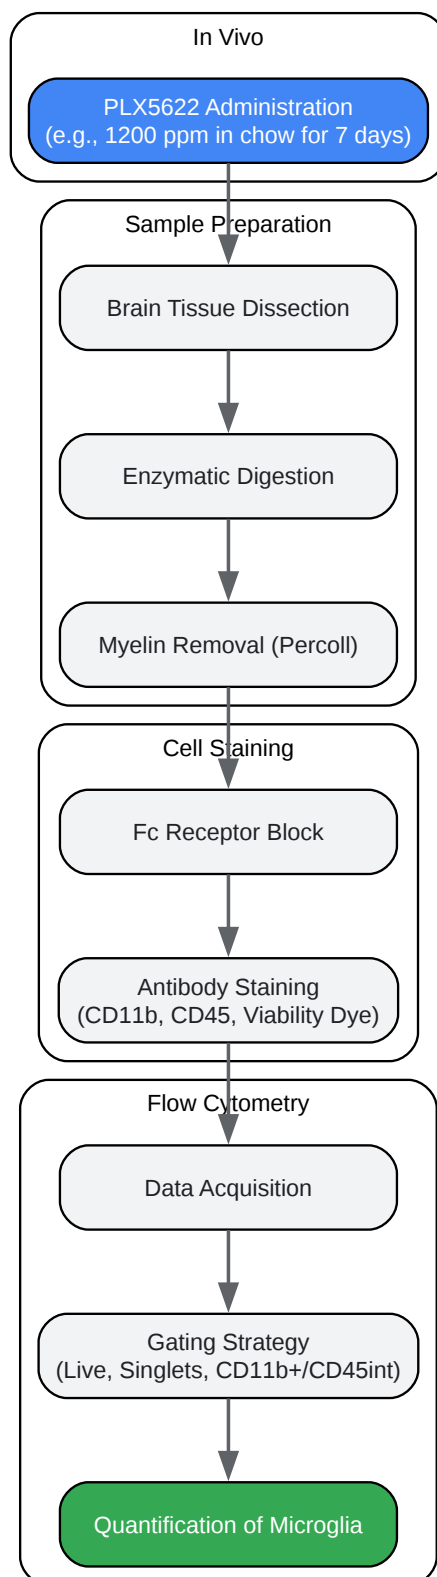 In Vivo
PLX5622 Administration
(e.g., 1200 ppm in chow for 7 days)
Sample Preparation
Brain Tissue Dissection
Enzymatic Digestion
Myelin Removal (Percoll)
Cell Staining
Fc Receptor Block
Antibody Staining
(CD11b, CD45, Viability Dye)
Flow Cytometry
Data Acquisition
Gating Strategy
(Live, Singlets, CD11b+/CD45int)
Quantification of Microglia